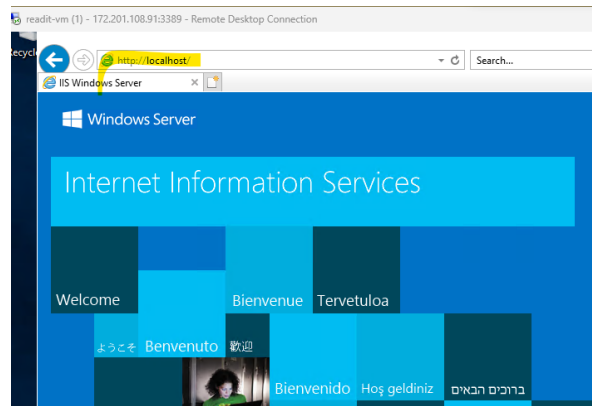 readit-vm (1) - 172.201.108.91:3389 - Remote Desktop Connection
Recycl
http://localhost/
Search...
IIS Windows Server
Windows Server
Internet Information Services
Welcome
Bienvenue
Tervetuloa
ようこそ
Benvenuto
歡迎
Bienvenido
Hoş geldiniz
ברוכים הבאים